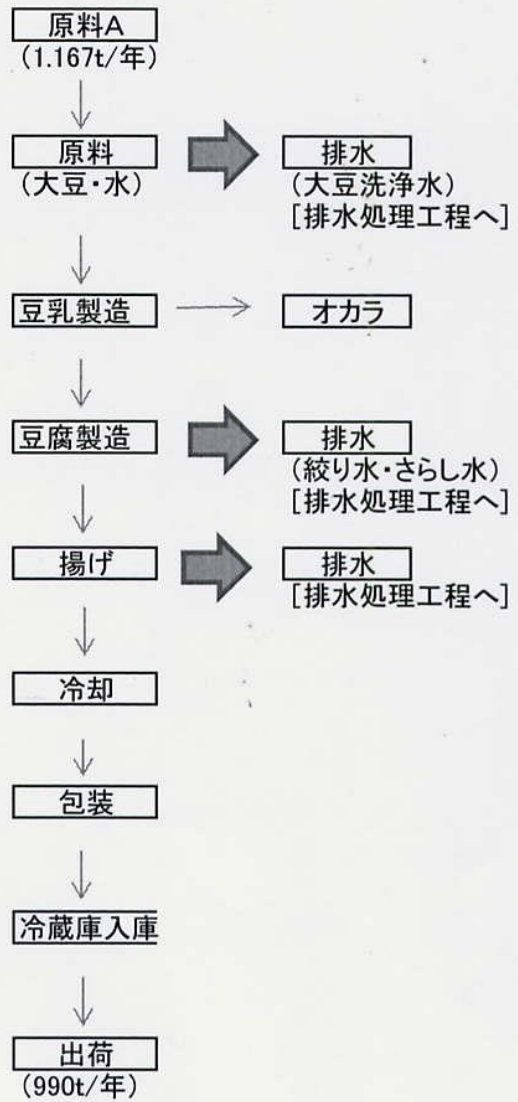 原料A
(1.167t/年)
原料
(大豆・水)
排水
(大豆洗浄水)
[排水処理工程へ]
豆乳製造
オカラ
豆腐製造
排水
(絞り水・さらし水)
[排水処理工程へ]
揚げ
排水
[排水処理工程へ]
冷却
包装
冷蔵庫入庫
出荷
(990t/年)